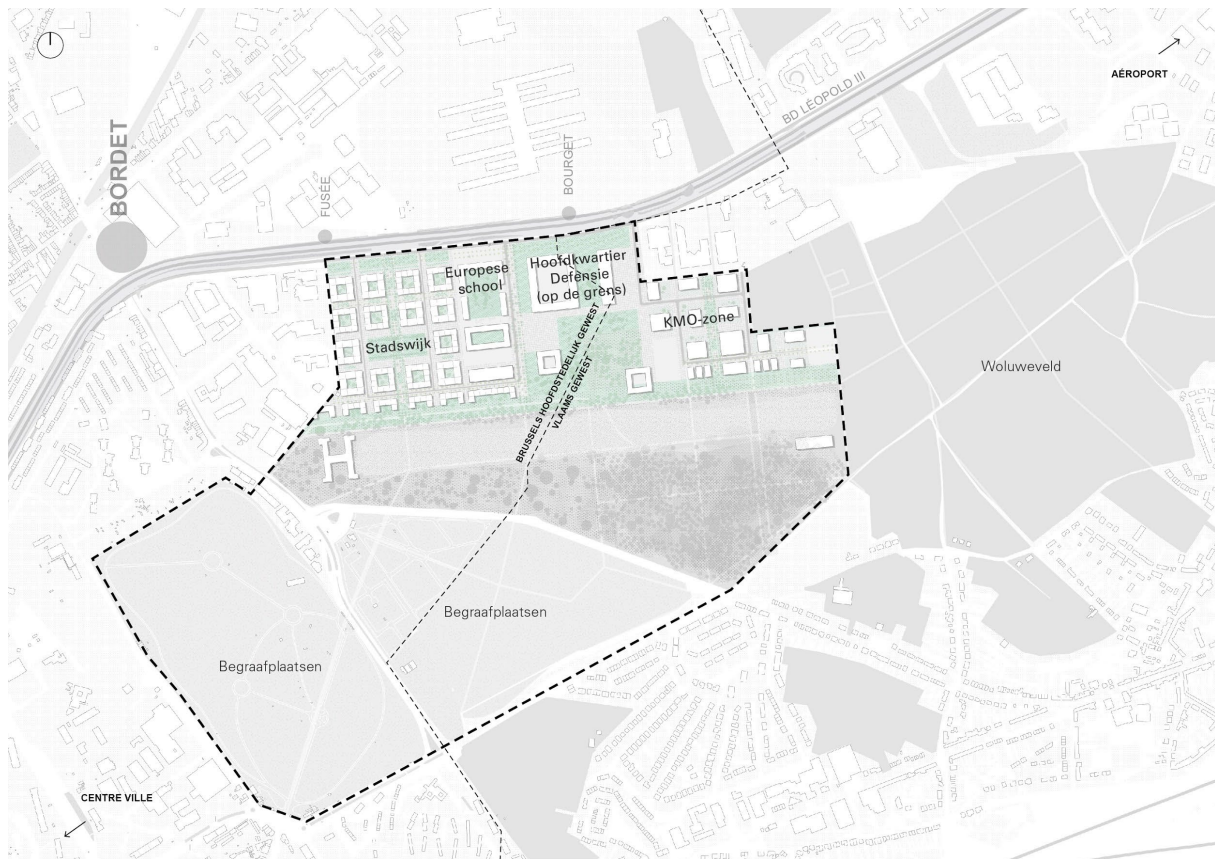 AÉROPORT
BD LÉOPOLD III
BORDET
FUSÉE
BOURGET
Europese
school
Hoofdkwartier
Defensie
(op de grens)
KMO-zone
Stadswijk
BRUSSELS HOOFDSTEDELIJK GEWEST
VLAAMS GEWEST
Woluweveld
Begraafplaatsen
Begraafplaatsen
CENTRE VILLE